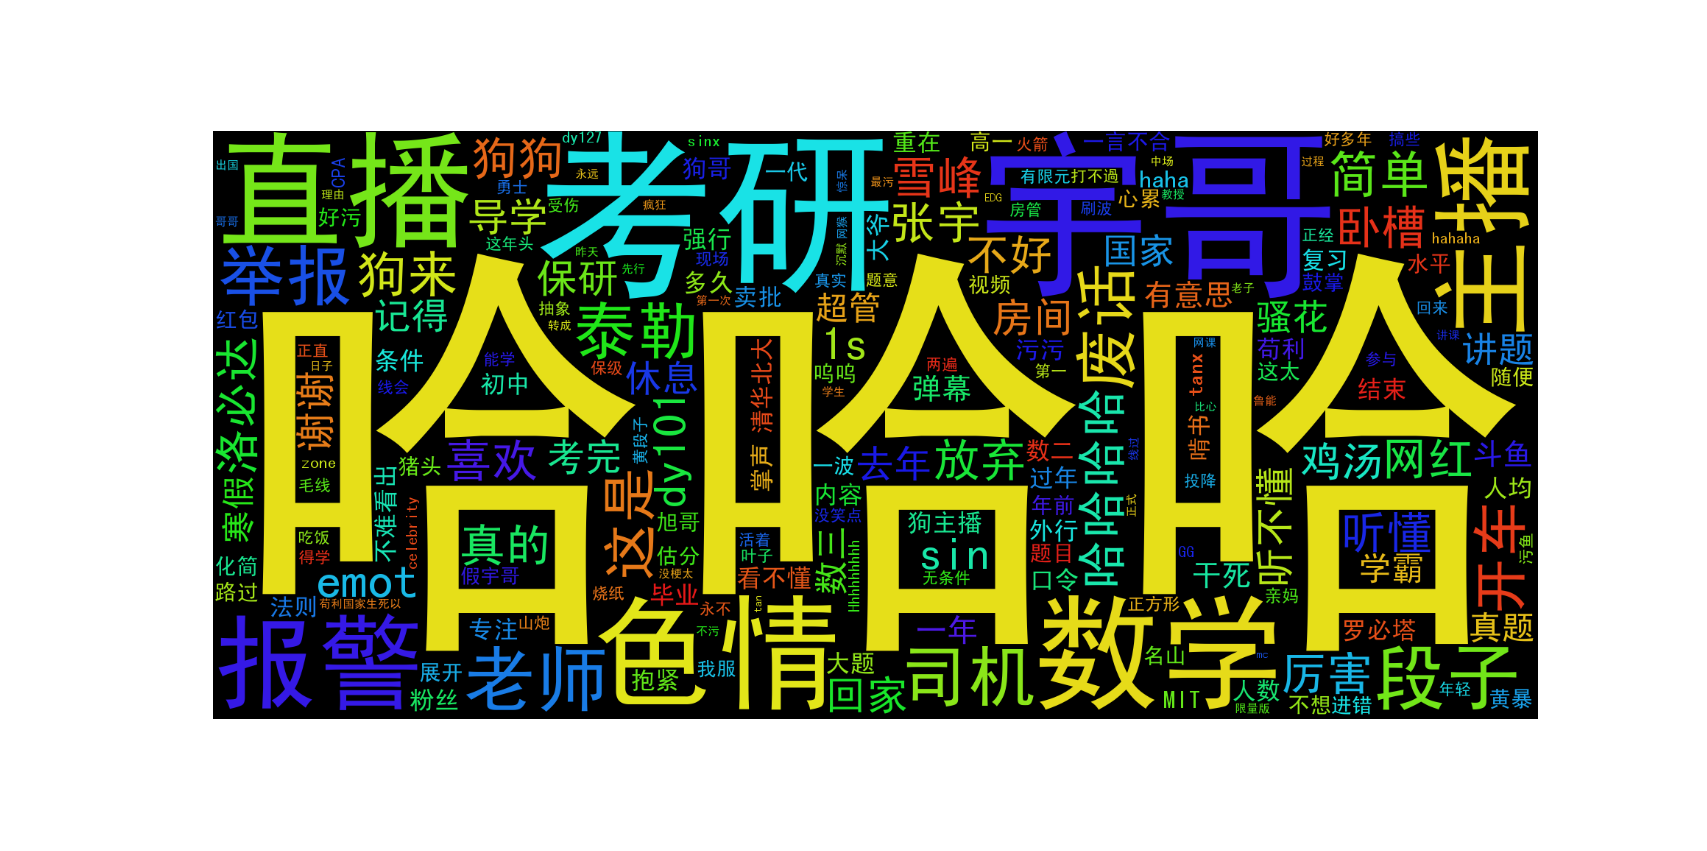 直播
考研
宇哥
主播
哈哈哈
狗狗
dy127
sinx
重在
高一
火箭
一言不合
好多年
搞些
出国
CPA
理由
勇士
永远
狗哥
一代
惊呆
最污
雪峰
有限元
打不過
中场
haha
过程
教授
简单
哥哥
好污
导学
受伤
疯狂
强行
大爷
网猴
沉默
张宇
EDG
房管
刷波
心累
卧槽
hahaha
举报
狗来
这年头
昨天
保研
先行
现场
多久
真实
题意
不好
视频
国家
正经
复习
水平
鼓掌
红包
记得
抽象
转成
泰勒
第一次
卖批
超管
1s
房间
废话
有意思
老子
骚花
回来
讲课
讲题
寒假洛必达
正直
日子
谢谢
条件
线会
能学
初中
保级
休息
清华北大
掌声
呜呜
学生
两遍
弹幕
污污
第一
网课
tanx
比心
啃书
苟利
这太
鲁能
参与
结束
随便
zone
毛线
不难看出
猪头
喜欢
考完
黄段子
dy101
一波
去年
放弃
数二
过年
哈哈哈哈
线过
投降
听不懂
鸡汤
网红
斗鱼
人均
celebrity
吃饭
得学
真的
这是
旭哥
估分
活着
叶子
内容
没笑点
数三
狗主播
sin
年前
外行
题目
正式
GG
听懂
开车
污鱼
化简
路过
emot
假宇哥
烧纸
没梗太
毕业
看不懂
Hhhhhhhhh
无条件
口令
干死
学霸
亲妈
法则
苟利国家生死以
报警
专注
山炮
老师
色情
永不
tan
不污
一年
数学
正方形
罗必塔
真题
展开
粉丝
抱紧
我服
大题
回家
司机
名山
MIT
mc
人数
限量版
厉害
不想
进错
段子
年轻
黄暴